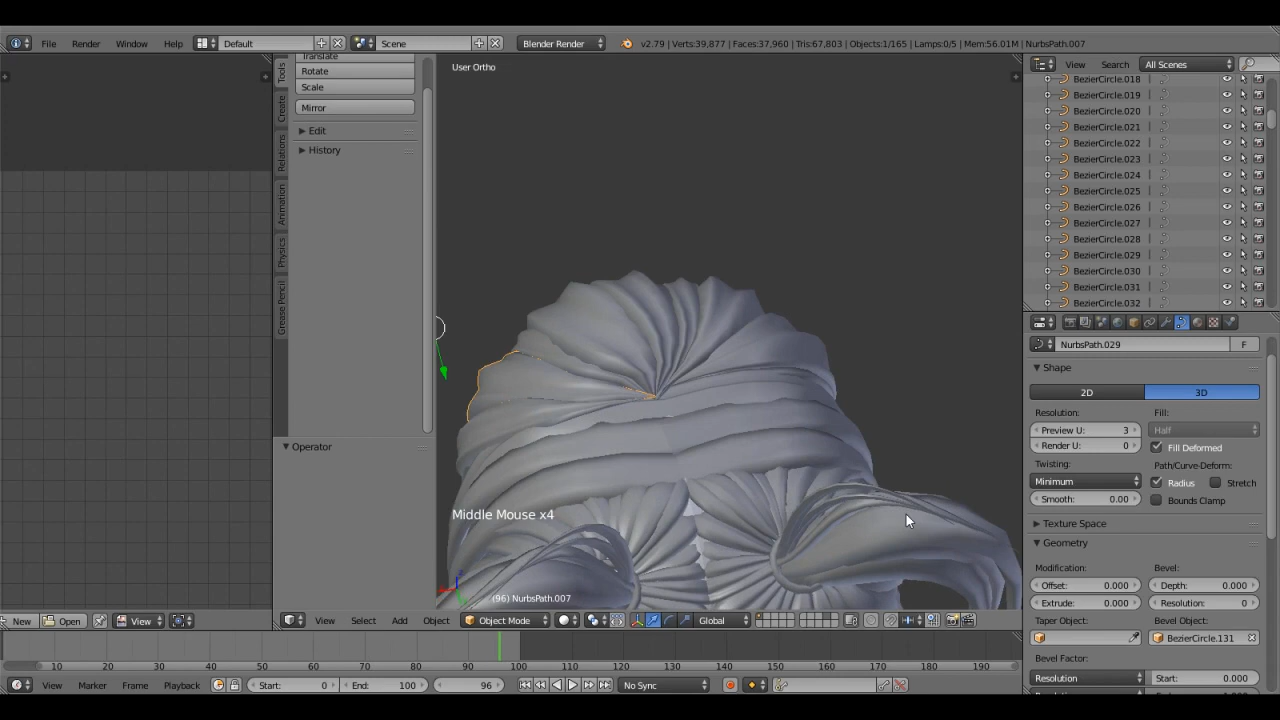 File Render Window Help Default Scene Blender Render v2.79 | Verts:39,877 | Faces:37,960 | Tris:67,803 | Objects:1/165 | Lamps:0/5 | Mem:56.01M | NurbsPath.007
Translate
Rotate
Scale
Mirror
Edit
History
Tools
Create
Relations
Animation
Physics
Grease Pencil
Operator
User Ortho
Middle Mouse x4
(96) NurbsPath.007
View Search All Scenes
BezierCircle.018
BezierCircle.019
BezierCircle.020
BezierCircle.021
BezierCircle.022
BezierCircle.023
BezierCircle.024
BezierCircle.025
BezierCircle.026
BezierCircle.027
BezierCircle.028
BezierCircle.029
BezierCircle.030
BezierCircle.031
BezierCircle.032
NurbsPath.029 F
Shape
2D 3D
Resolution: Fill:
Preview U: 3 Half
Render U: 0 Fill Deformed
Twisting: Path/Curve-Deform:
Minimum Radius Stretch
Smooth: 0.00 Bounds Clamp
Texture Space
Geometry
Modification: Bevel:
Offset: 0.000 Depth: 0.000
Extrude: 0.000 Resolution: 0
Taper Object: Bevel Object:
BezierCircle.131
Bevel Factor:
Resolution Start: 0.000
New Open View View Select Add Object Object Mode Global
10 20 30 40 50 60 70 80 90 100 110 120 130 140 150 160 170 180 190
View Marker Frame Playback Start: 0 End: 100 96 No Sync